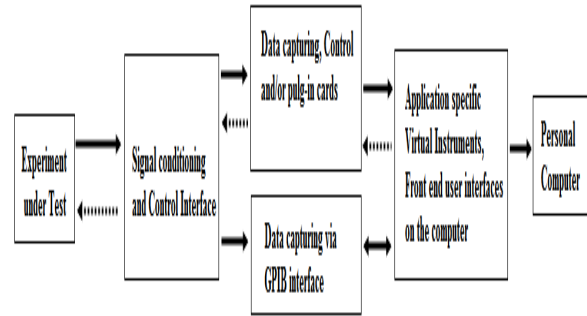 Experiment
under Test
Signal conditioning
and Control Interface
Data capturing, Control
and/or pulg-in cards
Data capturing via
GPIB interface
Application specific
Virtual Instruments,
Front end user interfaces
on the computer
Personal
Computer